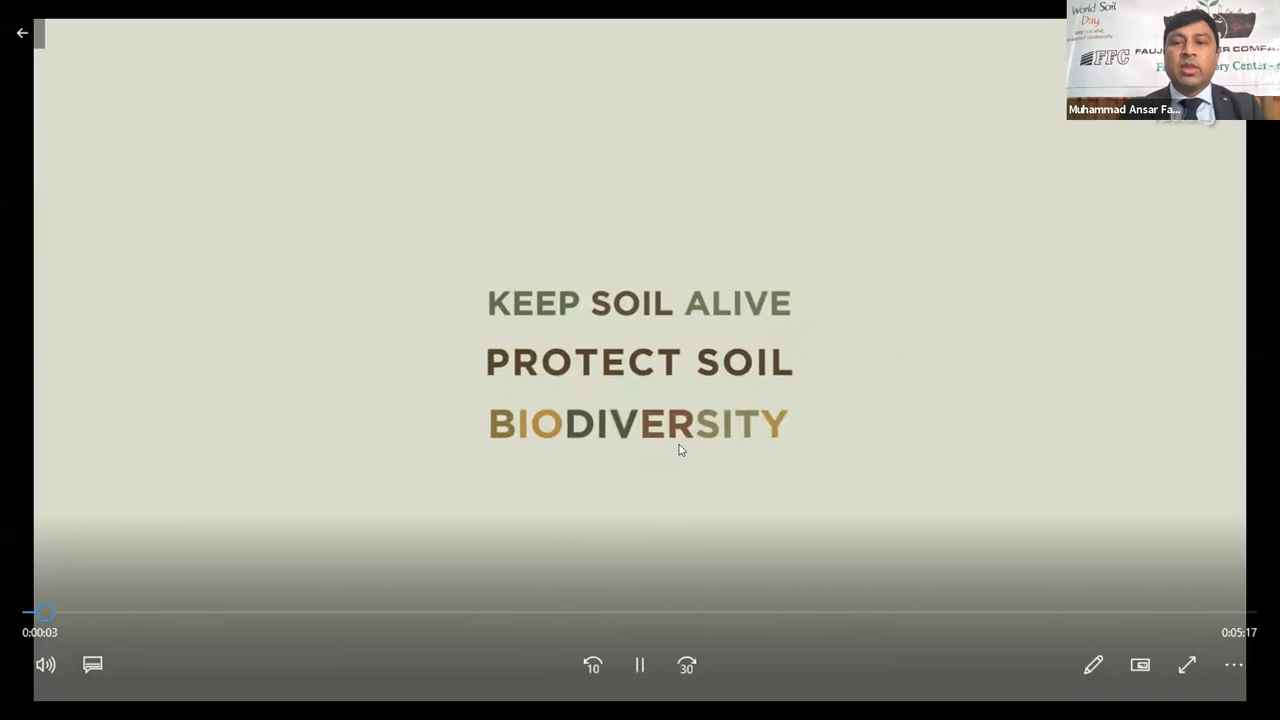 World Soil
Day
FFC
KEEP SOIL ALIVE
PROTECT SOIL
BIODIVERSITY
Muhammad Ansar Fa...
0:00:03
0:05:17
10
30